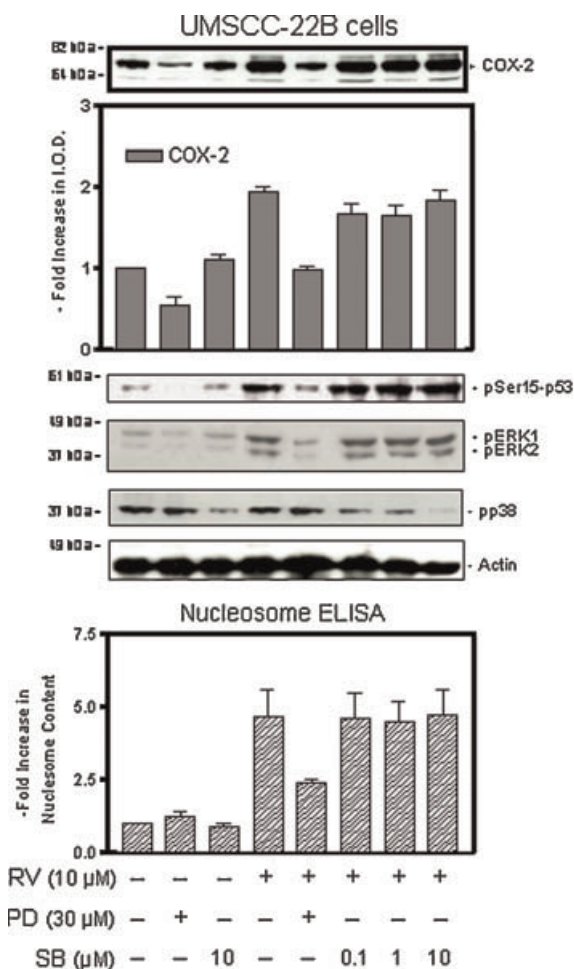 UMSCC-22B cells
COX-2
3
COX-2
2
1
0
- Fold Increase in I.O.D.
pSer15-p53
pERK1
pERK2
pp38
Actin
Nucleosome ELISA
7.5
5.0
2.5
0.0
-Fold Increase in
Nuclesome Content
RV (10 µM) – – – + + + + +
PD (30 µM) – + – – + – – –
SB (µM) – – 10 – – 0.1 1 10